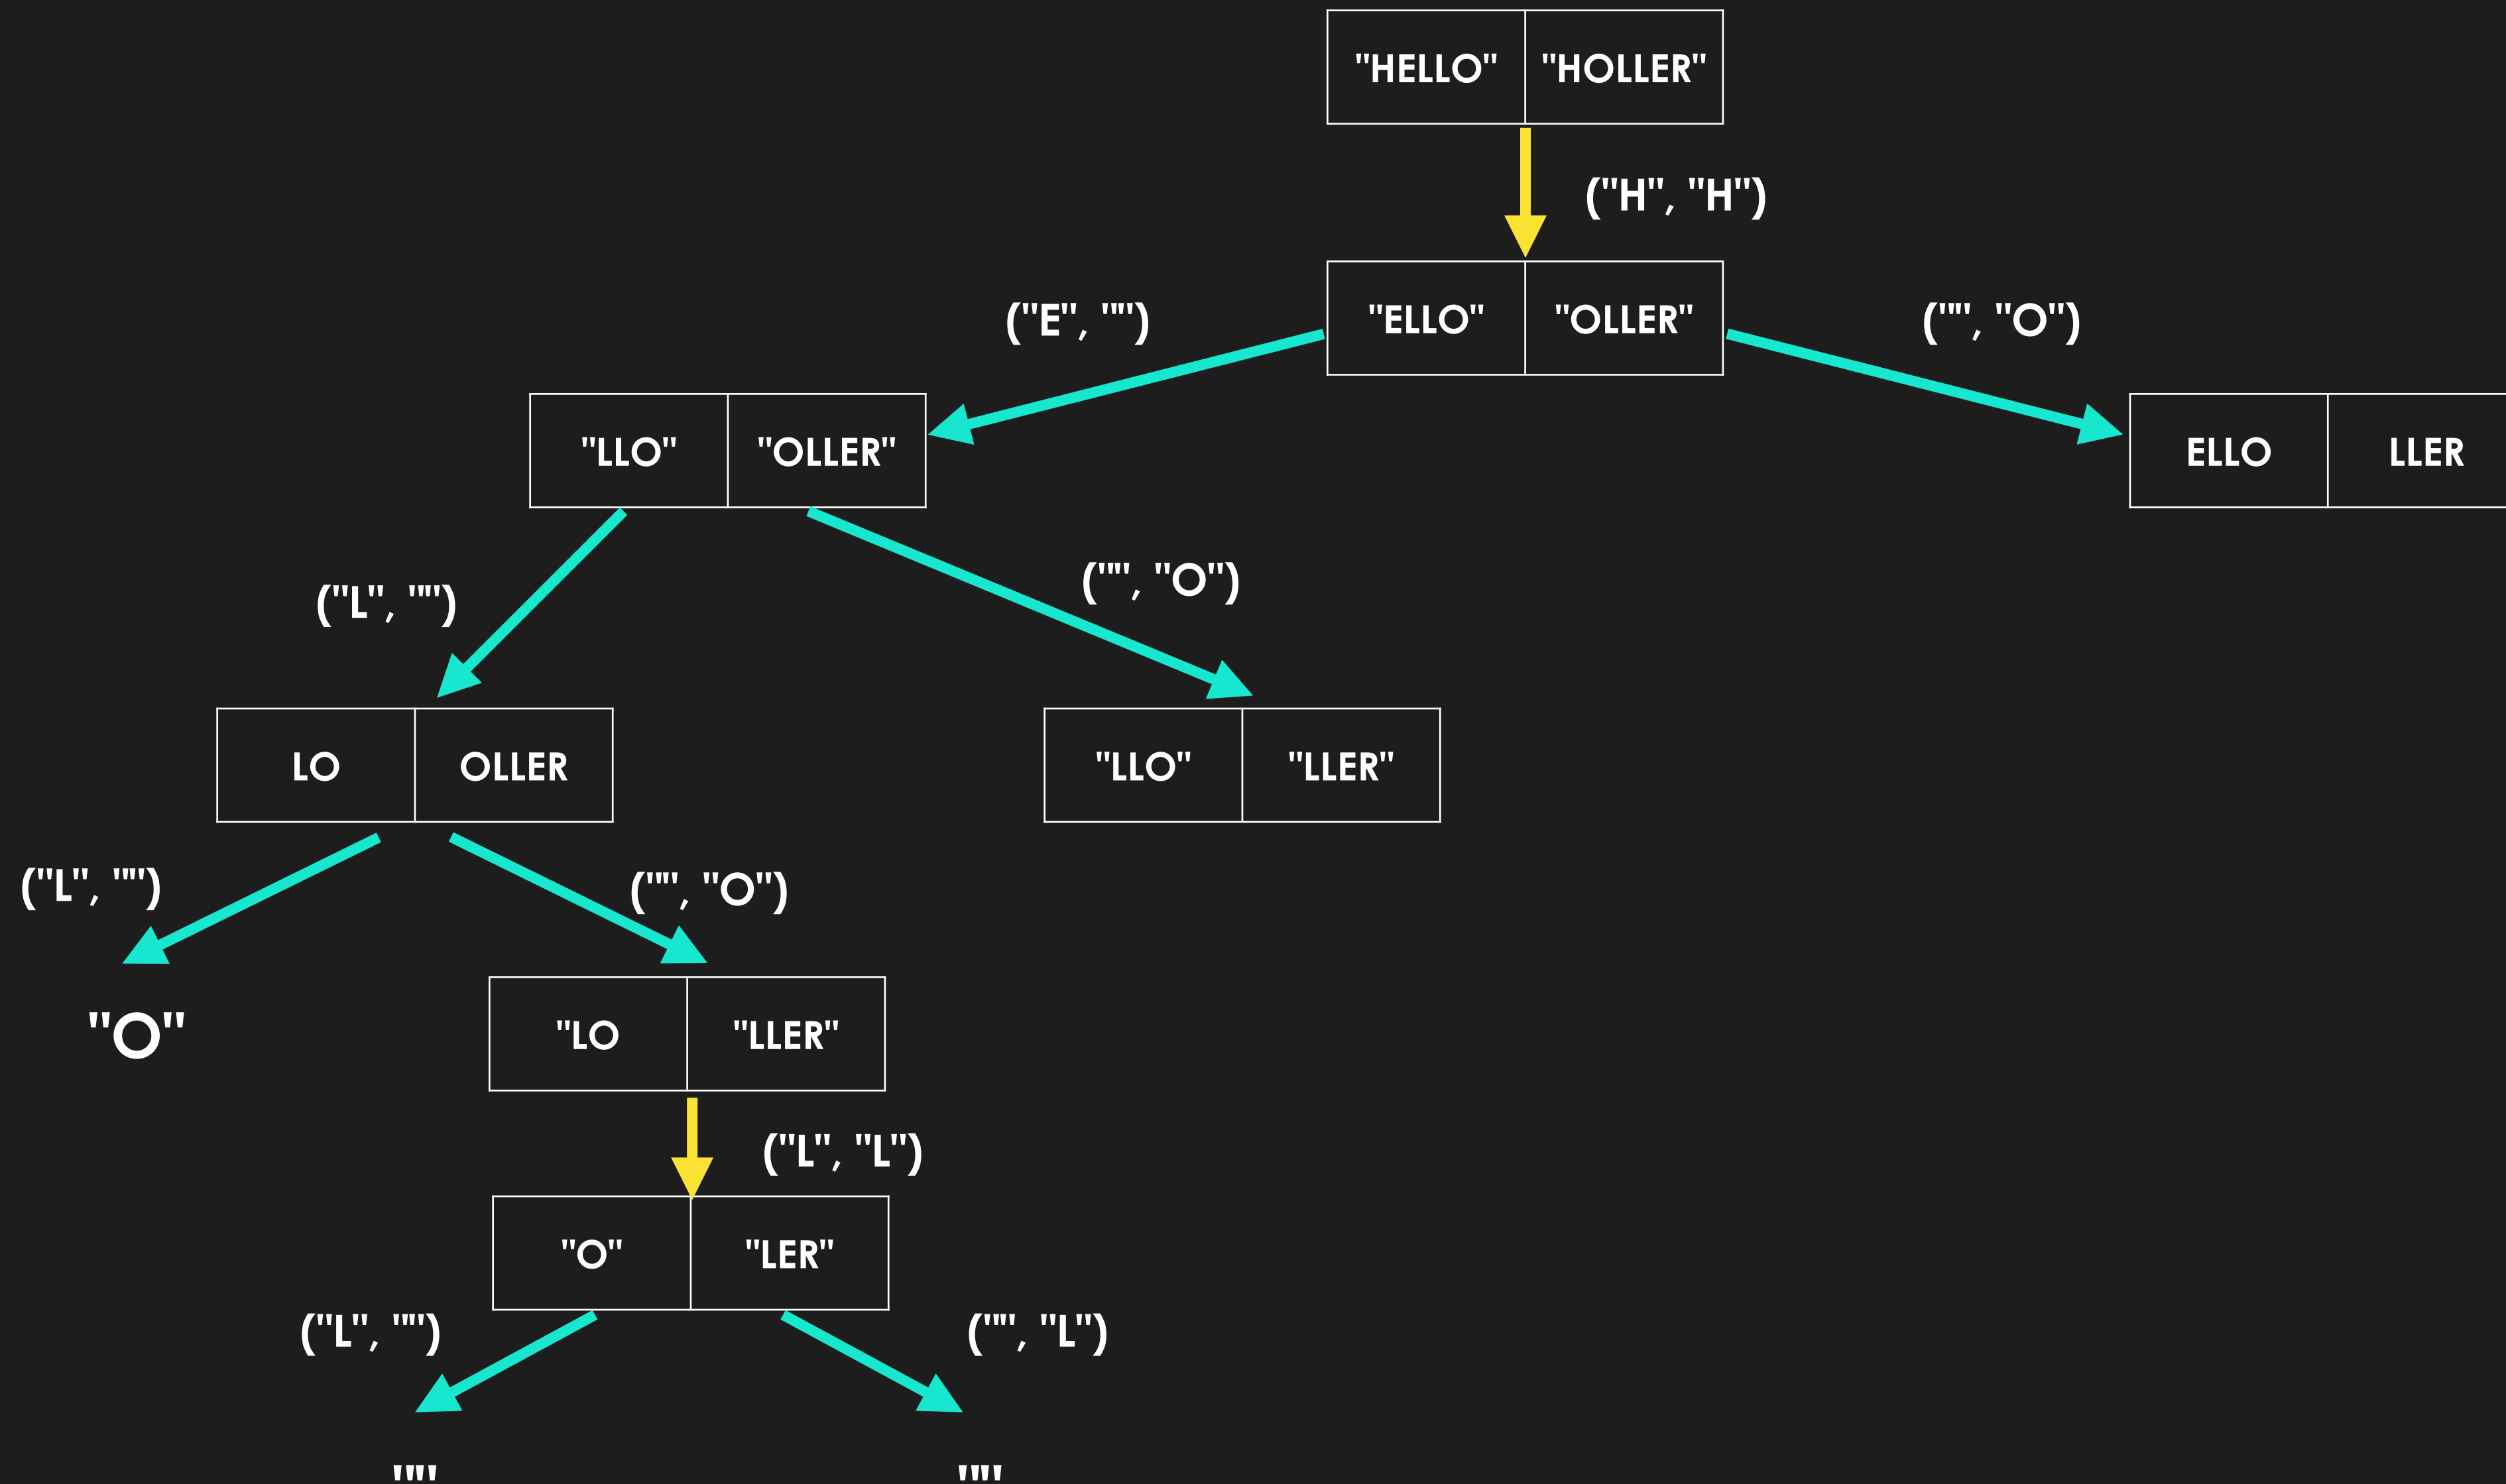 "HELLO" "HOLLER"
("H", "H")
("E", "") "ELLO" "OLLER" ("", "O")
"LLO" "OLLER" ELLO LLER
("L", "") ("", "O")
LO OLLER "LLO" "LLER"
("L", "") ("", "O")
"O" "LO "LLER"
("L", "L")
"O" "LER"
("L", "") ("", "L")
"" ""